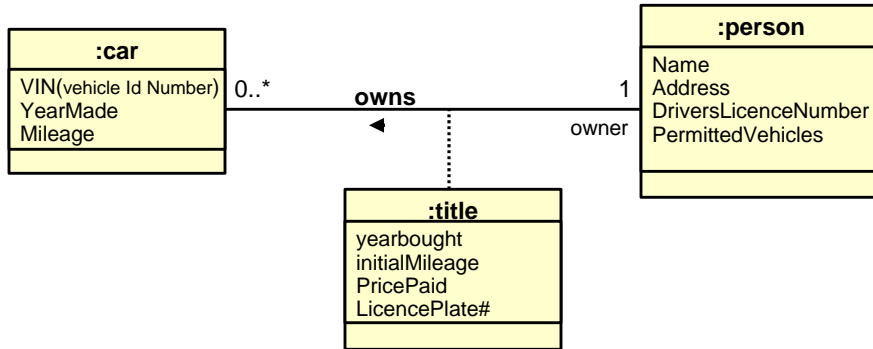 :car
VIN(vehicle Id Number)
YearMade
Mileage
0..*
owns
1
owner
:person
Name
Address
DriversLicenceNumber
PermittedVehicles
:title
yearbought
initialMileage
PricePaid
LicencePlate#